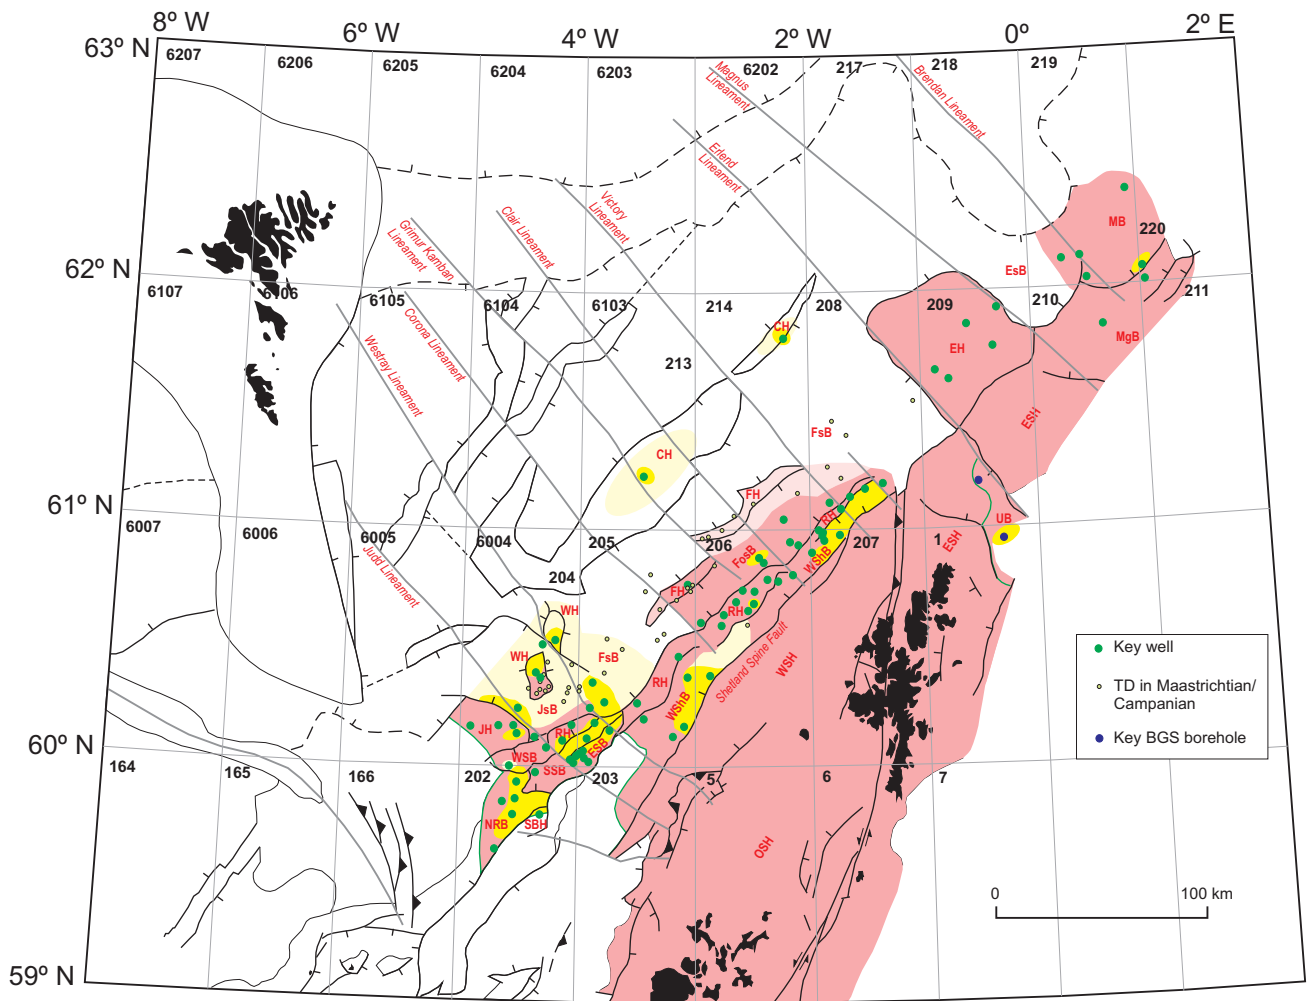 8º W
6º W
4º W
2º W
0º
2º E
63º N
6207
6206
6205
6204
6203
6202
217
218
219
Magnus
Lineament
Brendan Lineament
Erlend
Lineament
Victory
Lineament
Clair Lineament
Grimur Kamban
Lineament
MB
220
62º N
EsB
6107
6106
6105
6104
6103
214
208
209
210
211
Corona Lineament
Westray Lineament
CH
MgB
EH
213
ESH
FsB
CH
61º N
FH
RH
UB
6007
6006
6005
6004
205
206
207
1
ESH
WShB
FosB
Judd Lineament
204
FH
RH
WH
Key well
TD in Maastrichtian/
Campanian
Key BGS borehole
Shetland Spine Fault
WSH
WH
FsB
RH
WShB
JsB
JH
RH
ESB
60º N
WSB
SSB
164
165
166
202
203
5
6
7
NRB
SBH
OSH
0
100 km
59º N